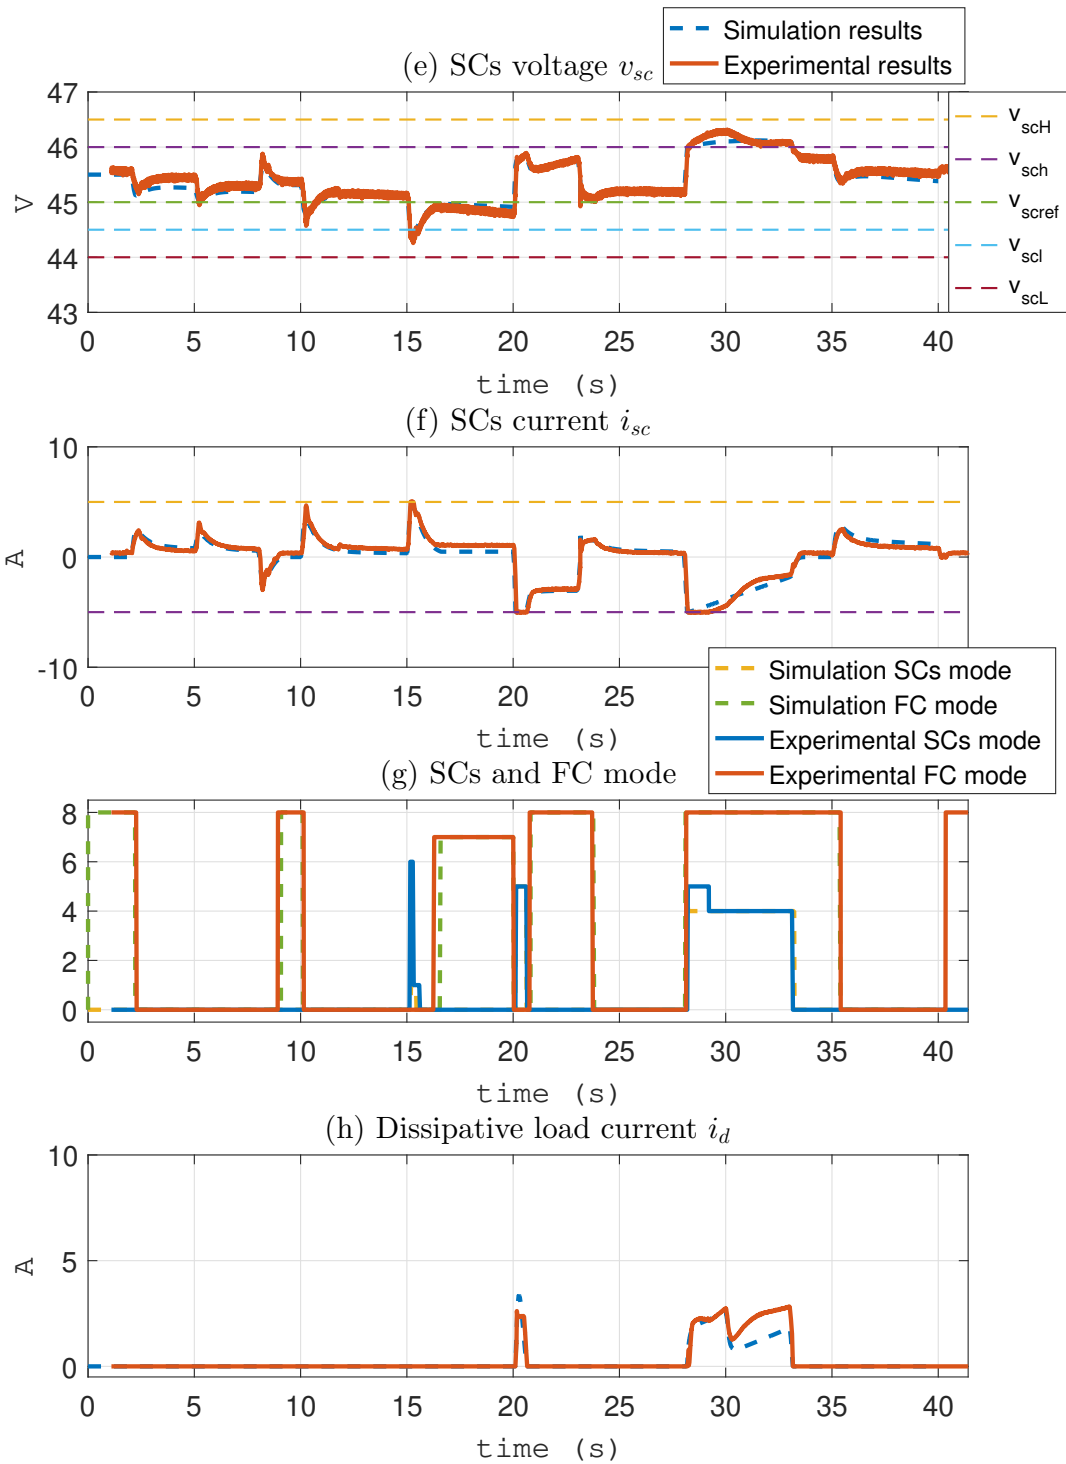 Simulation results
Experimental results
(e) SCs voltage v_sc
47
46
45
44
43
V
v_scH
v_sch
v_scref
v_scl
v_scL
0 5 10 15 20 25 30 35 40
time (s)
(f) SCs current i_sc
10
0
-10
A
0 5 10 15 20 25
time (s)
Simulation SCs mode
Simulation FC mode
Experimental SCs mode
Experimental FC mode
(g) SCs and FC mode
8
6
4
2
0
0 5 10 15 20 25 30 35 40
time (s)
(h) Dissipative load current i_d
10
5
0
A
0 5 10 15 20 25 30 35 40
time (s)